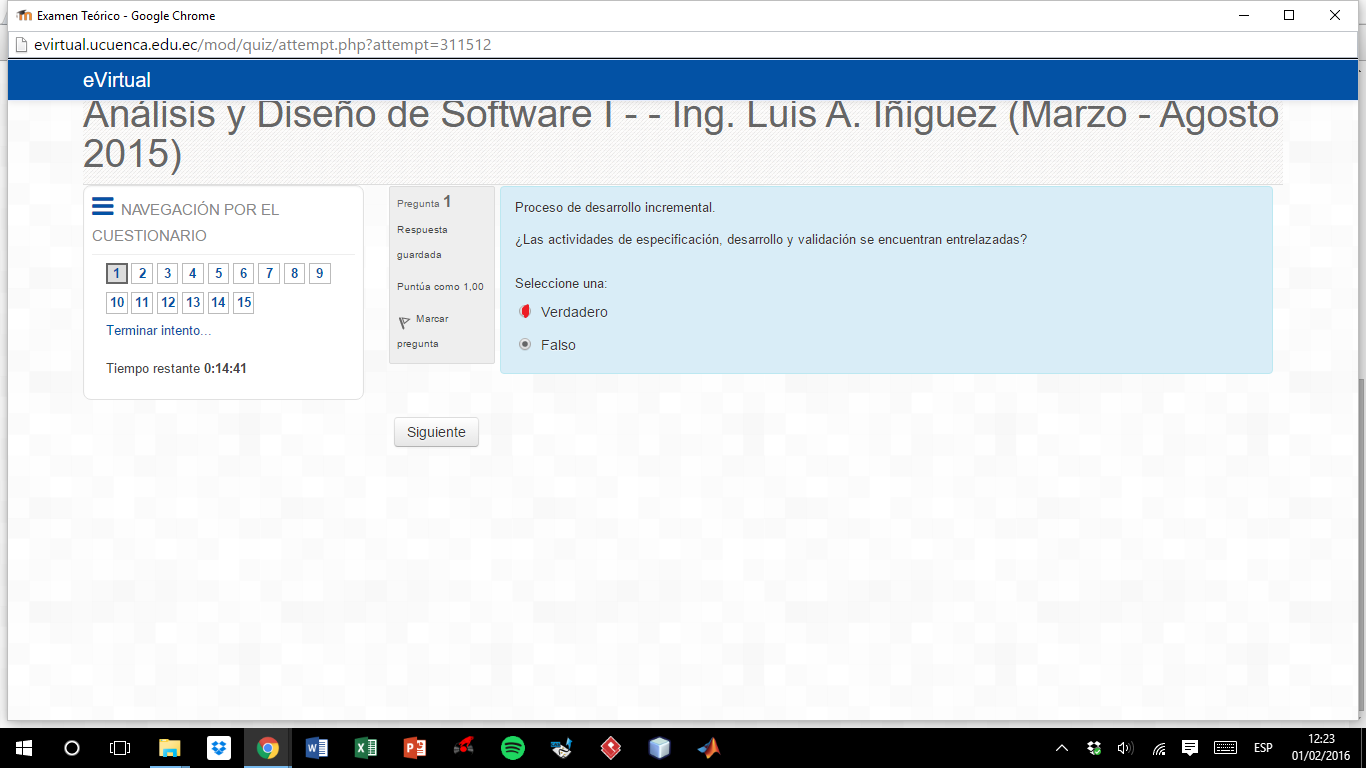 Examen Teórico - Google Chrome
evirtual.ucuenca.edu.ec/mod/quiz/attempt.php?attempt=311512
eVirtual
Análisis y Diseño de Software I - - Ing. Luis A. Iñiguez (Marzo - Agosto
2015)
NAVEGACIÓN POR EL
CUESTIONARIO
1 2 3 4 5 6 7 8 9
10 11 12 13 14 15
Terminar intento...
Tiempo restante 0:14:41
Pregunta 1
Respuesta
guardada
Puntúa como 1,00
Marcar
pregunta
Proceso de desarrollo incremental.
¿Las actividades de especificación, desarrollo y validación se encuentran entrelazadas?
Seleccione una:
Verdadero
Falso
Siguiente
ESP
12:23
01/02/2016